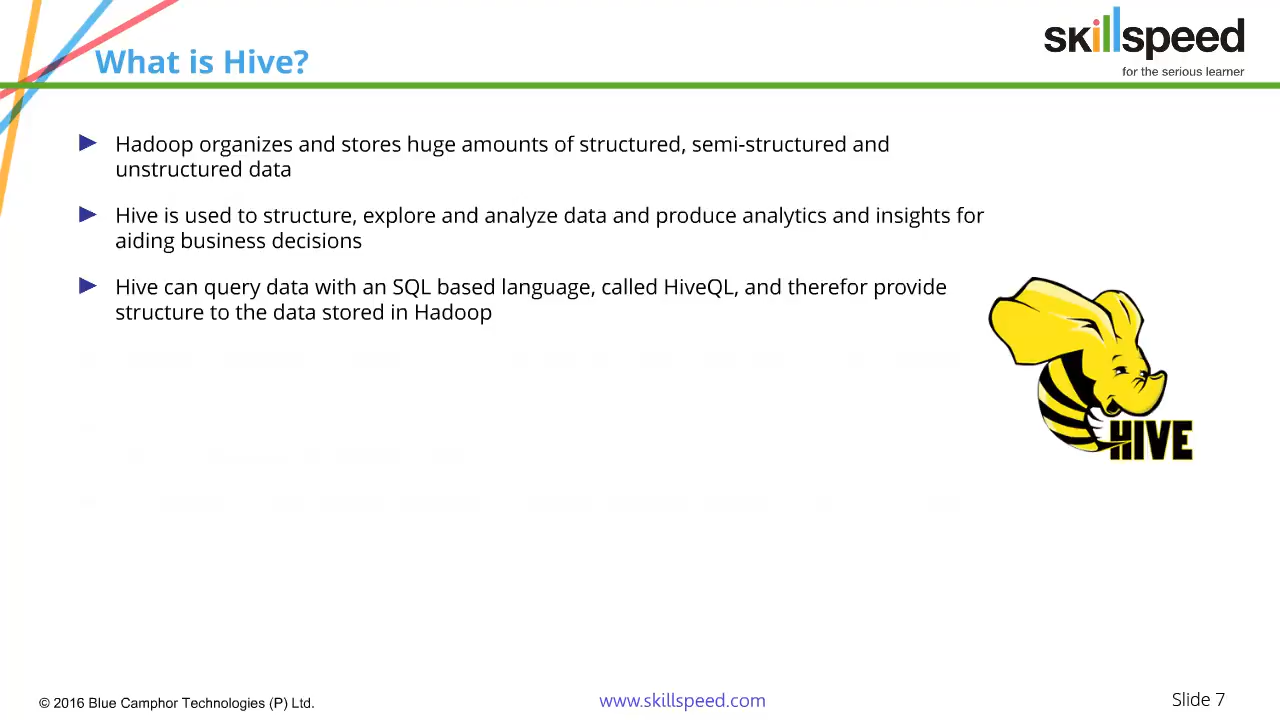 What is Hive?
skillspeed
for the serious learner
Hadoop organizes and stores huge amounts of structured, semi-structured and
unstructured data
Hive is used to structure, explore and analyze data and produce analytics and insights for
aiding business decisions
Hive can query data with an SQL based language, called HiveQL, and therefor provide
structure to the data stored in Hadoop
HIVE
© 2016 Blue Camphor Technologies (P) Ltd.
www.skillspeed.com
Slide 7